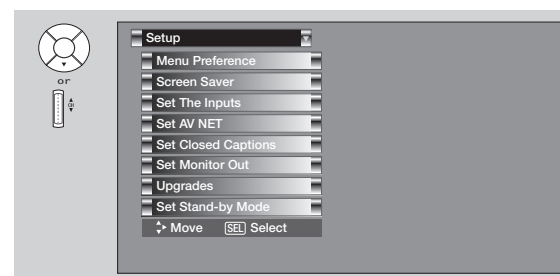 Setup
Menu Preference
or
Screen Saver
Set The Inputs
CH
Set AV NET
Set Closed Captions
Set Monitor Out
Upgrades
Set Stand-by Mode
Move SEL Select